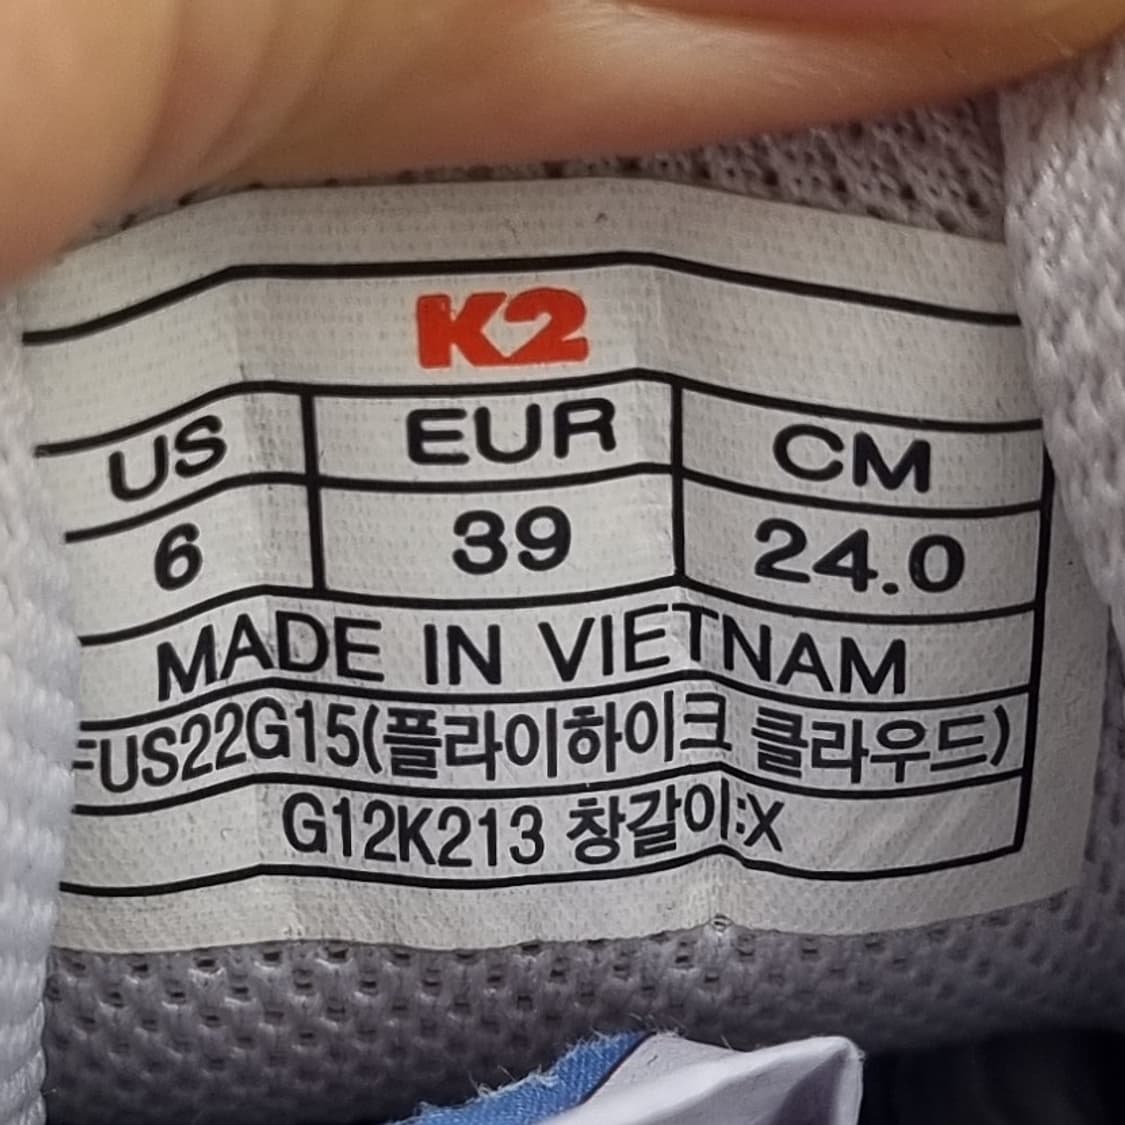 K2
US EUR CM
6 39 24.0
MADE IN VIETNAM
FUS22G15(플라이하이크 클라우드)
G12K213 창갈이:X